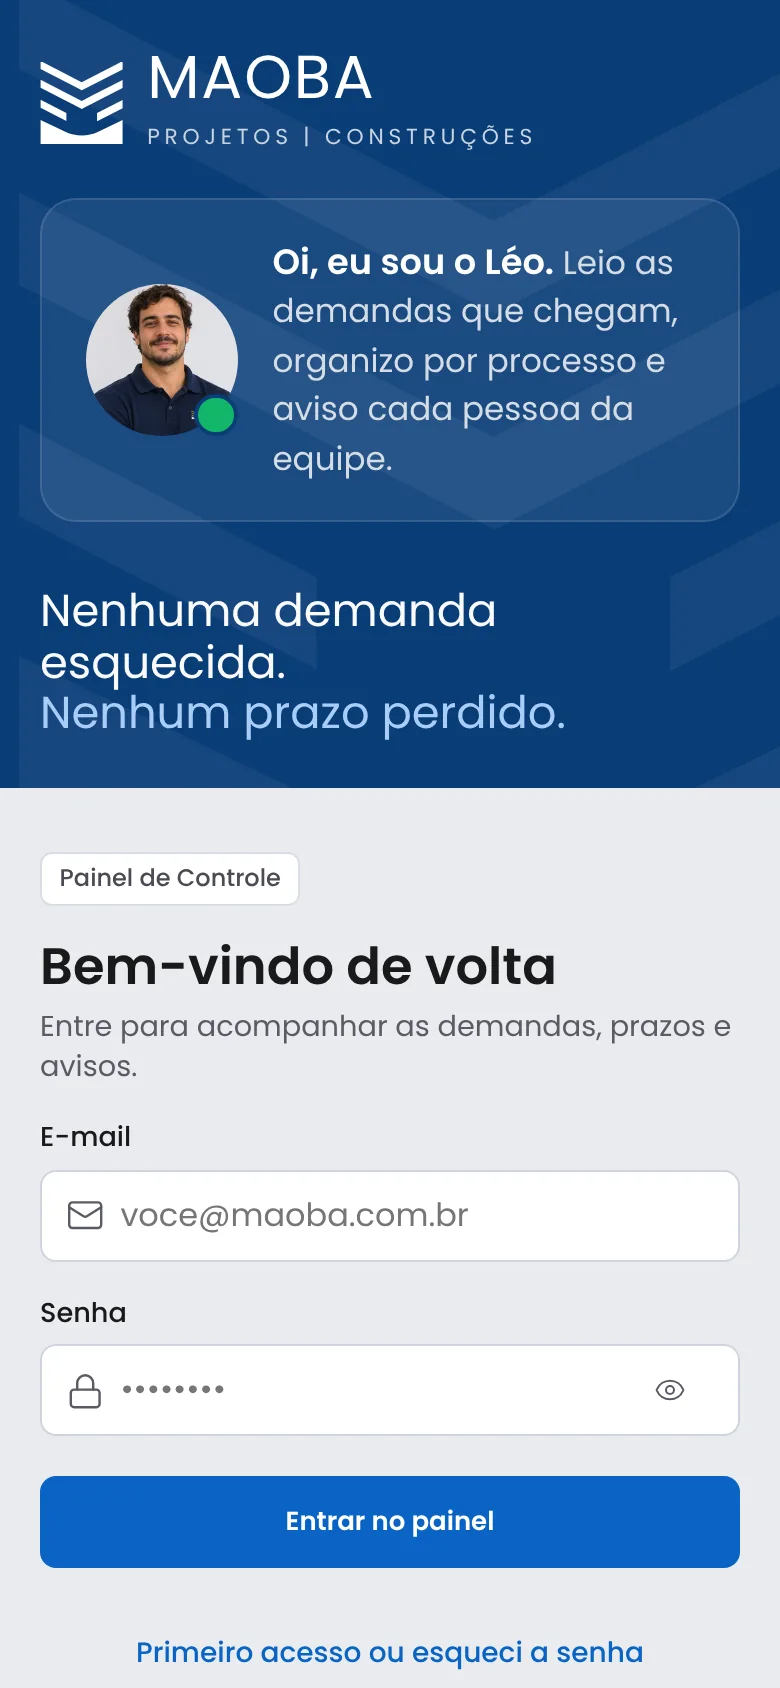 MAOBA
PROJETOS | CONSTRUÇÕES
Oi, eu sou o Léo. Leio as
demandas que chegam,
organizo por processo e
aviso cada pessoa da
equipe.
Nenhuma demanda
esquecida.
Nenhum prazo perdido.
Painel de Controle
Bem-vindo de volta
Entre para acompanhar as demandas, prazos e
avisos.
E-mail
voce@maoba.com.br
Senha
••••••••
Entrar no painel
Primeiro acesso ou esqueci a senha